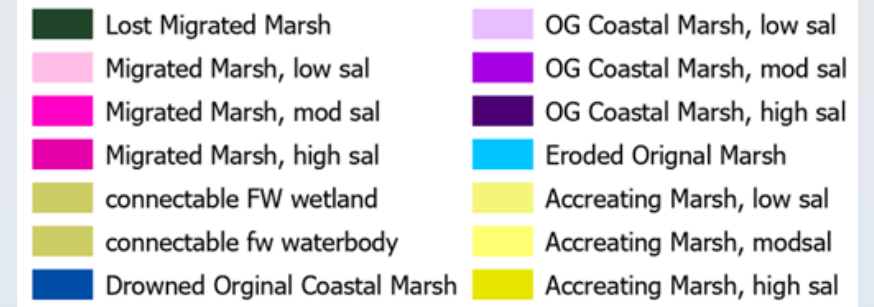 Lost Migrated Marsh
Migrated Marsh, low sal
Migrated Marsh, mod sal
Migrated Marsh, high sal
connectable FW wetland
connectable fw waterbody
Drowned Orginal Coastal Marsh
OG Coastal Marsh, low sal
OG Coastal Marsh, mod sal
OG Coastal Marsh, high sal
Eroded Orignal Marsh
Accreating Marsh, low sal
Accreating Marsh, modsal
Accreating Marsh, high sal